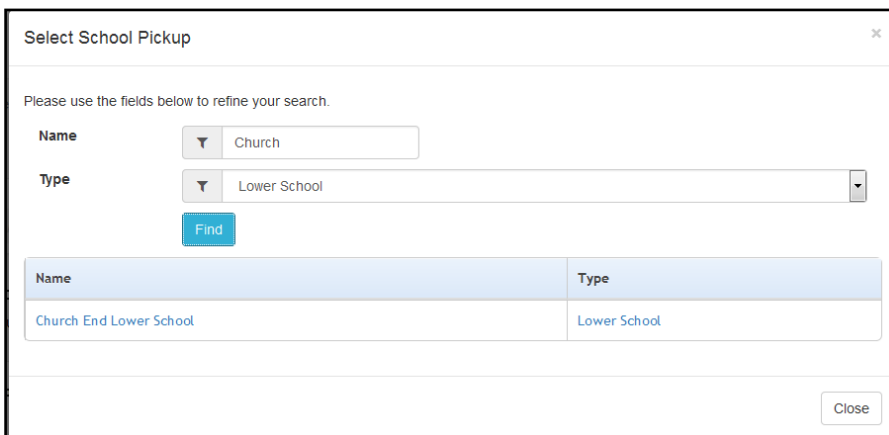 Select School Pickup ×
Please use the fields below to refine your search.
Name Church
Type Lower School
Find
Name Type
Church End Lower School Lower School
Close